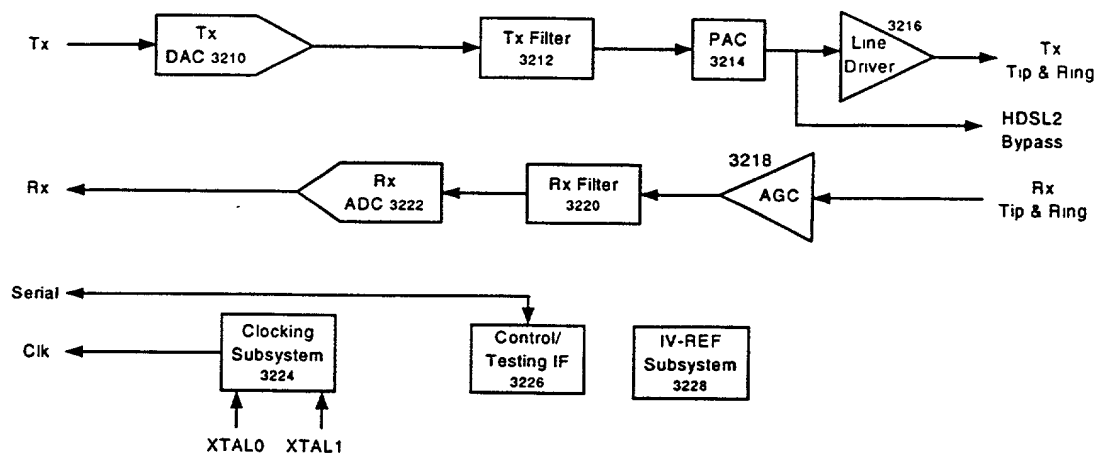 Tx
Tx
DAC 3210
Tx Filter
3212
PAC
3214
3216
Line
Driver
Tx
Tip & Ring
HDSL2
Bypass
Rx
Rx
ADC 3222
Rx Filter
3220
3218
AGC
Rx
Tip & Ring
Serial
Clk
Clocking
Subsystem
3224
XTAL0
XTAL1
Control/
Testing IF
3226
IV-REF
Subsystem
3228